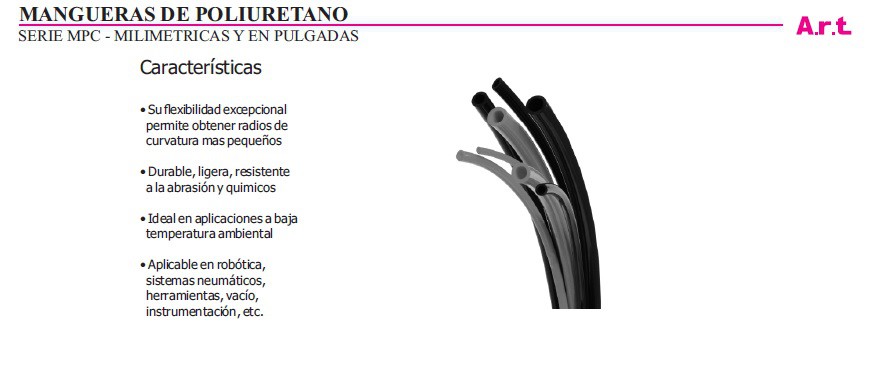 MANGUERAS DE POLIURETANO
SERIE MPC - MILIMETRICAS Y EN PULGADAS
A.r.t.
Características
• Su flexibilidad excepcional
permite obtener radios de
curvatura mas pequeños
• Durable, ligera, resistente
a la abrasión y quimicos
• Ideal en aplicaciones a baja
temperatura ambiental
• Aplicable en robótica,
sistemas neumáticos,
herramientas, vacío,
instrumentación, etc.